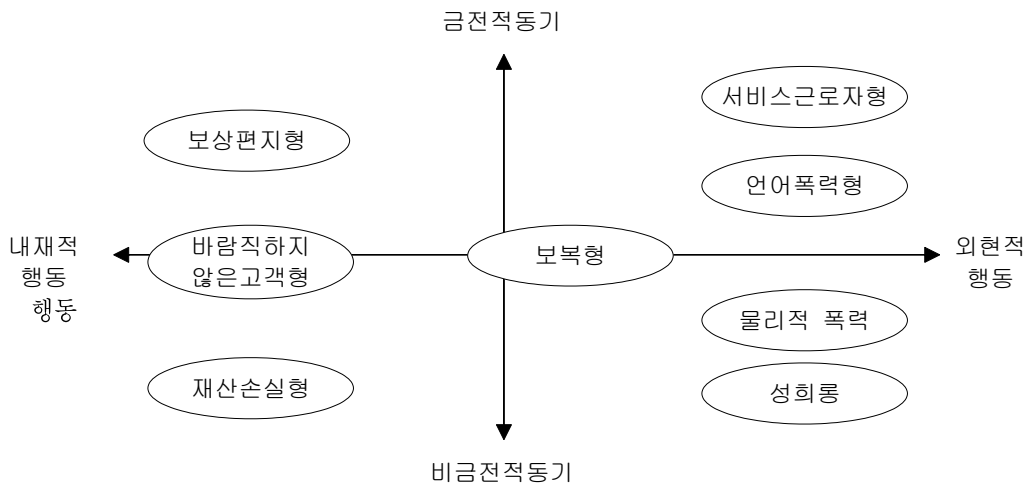 금전적동기
서비스근로자형
보상편지형
언어폭력형
내재적
행동
행동
바람직하지
않은고객형
보복형
외현적
행동
물리적 폭력
재산손실형
성희롱
비금전적동기